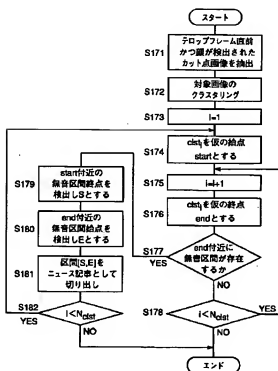 スタート
S171
テロップフレーム直前
かつ顔が検出された
カット点画像を抽出
S172
対象画像の
クラスタリング
S173
i=1
S174
clst_iを仮の始点
startとする
S175
i=i+1
S176
clst_iを仮の終点
endとする
S177
end付近に
無音区間が存在
するか
YES
NO
S178
i<N_clst
YES
NO
S179
start付近の
無音区間終点を
検出しSとする
S180
end付近の
無音区間始点を
検出しEとする
S181
区間[S,E]を
ニュース記事として
切り出し
S182
i<N_clst
YES
NO
エンド